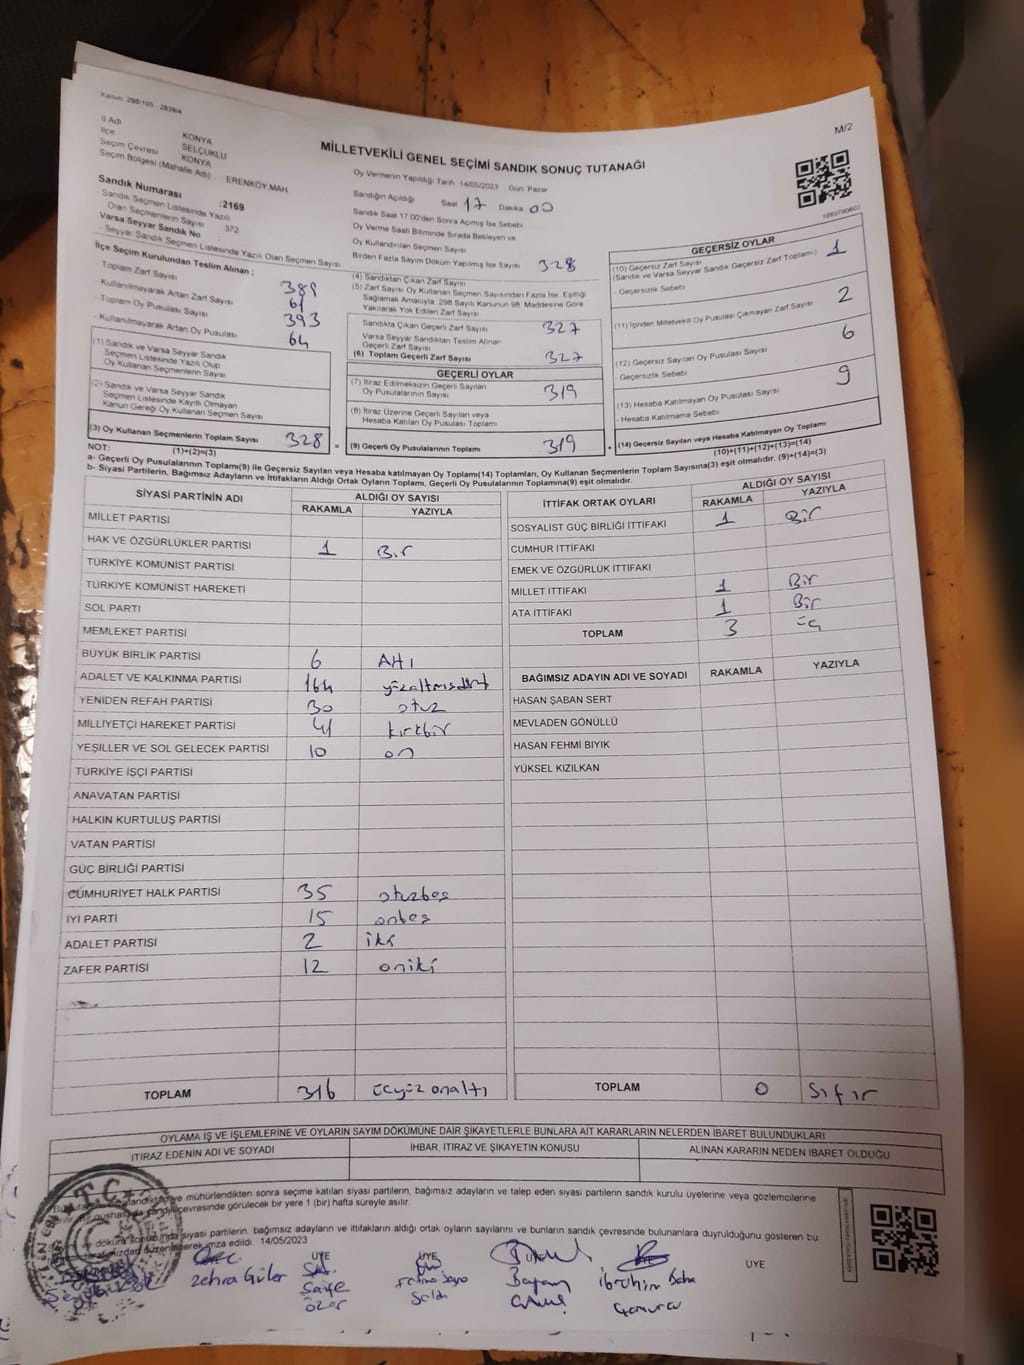 Kanun: 298/105 - 2839/4
M/2
İl Adı KONYA
İlçe SELÇUKLU
Seçim Çevresi KONYA
Seçim Bölgesi (Mahalle Adı) ERENKÖY MAH.
MİLLETVEKİLİ GENEL SEÇİMİ SANDIK SONUÇ TUTANAĞI
Oy Vermenin Yapıldığı Tarih 14/05/2023 Gün Pazar
Sandık Numarası : 2169
Sandığın Açıldığı Saat 17 Dakika 00
- Sandık Seçmen Listesinde Yazılı
Olan Seçmenlerin Sayısı 372
Varsa Seyyar Sandık No :
- Seyyar Sandık Seçmen Listesinde Yazılı Olan Seçmen Sayısı
Sandık Saat 17.00'den Sonra Açılmış İse Sebebi
Oy Verme Saati Bitiminde Sırada Bekleyen ve
Oy Kullandırılan Seçmen Sayısı
Birden Fazla Sayım Döküm Yapılmış İse Sayısı
İlçe Seçim Kurulundan Teslim Alınan :
- Toplam Zarf Sayısı 389
- Kullanılmayarak Artan Zarf Sayısı 61
- Toplam Oy Pusulası Sayısı 393
- Kullanılmayarak Artan Oy Pusulası 64
(1) Sandık ve Varsa Seyyar Sandık
Seçmen Listesinde Yazılı Olup
Oy Kullanan Seçmenlerin Sayısı
(2) Sandık ve Varsa Seyyar Sandık
Seçmen Listesinde Kayıtlı Olmayan
Kanun Gereği Oy Kullanan Seçmen Sayısı
(3) Oy Kullanan Seçmenlerin Toplam Sayısı 328 =
(1)+(2)=(3)
(4) Sandıktan Çıkan Zarf Sayısı 328
(5) Zarf Sayısı Oy Kullanan Seçmen Sayısından Fazla İse, Eşitliği
Sağlamak Amacıyla, 298 Sayılı Kanunun 98. Maddesine Göre
Yakılarak Yok Edilen Zarf Sayısı
Sandıkta Çıkan Geçerli Zarf Sayısı 327
Varsa Seyyar Sandıktan Teslim Alınan
Geçerli Zarf Sayısı
(6) Toplam Geçerli Zarf Sayısı 327
GEÇERLİ OYLAR
(7) İtiraz Edilmeksizin Geçerli Sayılan
Oy Pusulalarının Sayısı 319
(8) İtiraz Üzerine Geçerli Sayılan veya
Hesaba Katılan Oy Pusulası Toplamı
(9) Geçerli Oy Pusulalarının Toplamı 319 +
GEÇERSİZ OYLAR
(10) Geçersiz Zarf Sayısı 1
(Sandık ve Varsa Seyyar Sandık Geçersiz Zarf Toplamı)
- Geçersizlik Sebebi
(11) İçinden Milletvekili Oy Pusulası Çıkmayan Zarf Sayısı 2
(12) Geçersiz Sayılan Oy Pusulası Sayısı 6
- Geçersizlik Sebebi
(13) Hesaba Katılmayan Oy Pusulası Sayısı
- Hesaba Katılmama Sebebi
(14) Geçersiz Sayılan veya Hesaba Katılmayan Oy Toplamı 9
(10)+(11)+(12)+(13)=(14)
NOT:
a- Geçerli Oy Pusulalarının Toplamı(9) ile Geçersiz Sayılan veya Hesaba katılmayan Oy Toplamı(14) Toplamları, Oy Kullanan Seçmenlerin Toplam Sayısına(3) eşit olmalıdır. (9)+(14)=(3)
b- Siyasi Partilerin, Bağımsız Adayların ve İttifakların Aldığı Ortak Oyların Toplamı, Geçerli Oy Pusulalarının Toplamına(9) eşit olmalıdır.
SİYASİ PARTİNİN ADI ALDIĞI OY SAYISI
RAKAMLA YAZIYLA
MİLLET PARTİSİ
HAK VE ÖZGÜRLÜKLER PARTİSİ 1 Bir
TÜRKİYE KOMÜNİST PARTİSİ
TÜRKİYE KOMÜNİST HAREKETİ
SOL PARTİ
MEMLEKET PARTİSİ
BÜYÜK BİRLİK PARTİSİ 6 Altı
ADALET VE KALKINMA PARTİSİ 164 yüzaltmışdört
YENİDEN REFAH PARTİSİ 30 otuz
MİLLİYETÇİ HAREKET PARTİSİ 41 kırkbir
YEŞİLLER VE SOL GELECEK PARTİSİ 10 on
TÜRKİYE İŞÇİ PARTİSİ
ANAVATAN PARTİSİ
HALKIN KURTULUŞ PARTİSİ
VATAN PARTİSİ
GÜÇ BİRLİĞİ PARTİSİ
CUMHURİYET HALK PARTİSİ 35 otuzbeş
İYİ PARTİ 15 onbeş
ADALET PARTİSİ 2 iki
ZAFER PARTİSİ 12 oniki
TOPLAM 316 üçyüz onaltı
İTTİFAK ORTAK OYLARI ALDIĞI OY SAYISI
RAKAMLA YAZIYLA
SOSYALİST GÜÇ BİRLİĞİ İTTİFAKI 1 Bir
CUMHUR İTTİFAKI
EMEK VE ÖZGÜRLÜK İTTİFAKI
MİLLET İTTİFAKI 1 Bir
ATA İTTİFAKI 1 Bir
TOPLAM 3 üç
BAĞIMSIZ ADAYIN ADI VE SOYADI RAKAMLA YAZIYLA
HASAN ŞABAN SERT
MEVLADEN GÖNÜLLÜ
HASAN FEHMİ BIYIK
YÜKSEL KIZILKAN
TOPLAM 0 Sıfır
OYLAMA İŞ VE İŞLEMLERİNE VE OYLARIN SAYIM DÖKÜMÜNE DAİR ŞİKAYETLERLE BUNLARA AİT KARARLARIN NELERDEN İBARET BULUNDUKLARI
İTİRAZ EDENİN ADI VE SOYADI İHBAR, İTİRAZ VE ŞİKAYETİN KONUSU ALINAN KARARIN NEDEN İBARET OLDUĞU
ve mühürlendikten sonra seçime katılan siyasi partilerin, bağımsız adayların ve talep eden siyasi partilerin sandık kurulu üyelerine veya gözlemcilerine
çevresinde görülecek bir yere 1 (bir) hafta süreyle asılır.
siyasi partilerin, bağımsız adayların ve ittifakların aldığı ortak oyların sayılarını ve bunların sandık çevresinde bulunanlara duyrulduğunu gösteren bu
imza edildi. 14/05/2023
ÜYE ÜYE ÜYE
T.C.
Zehra Güler
Özer
İbrahim